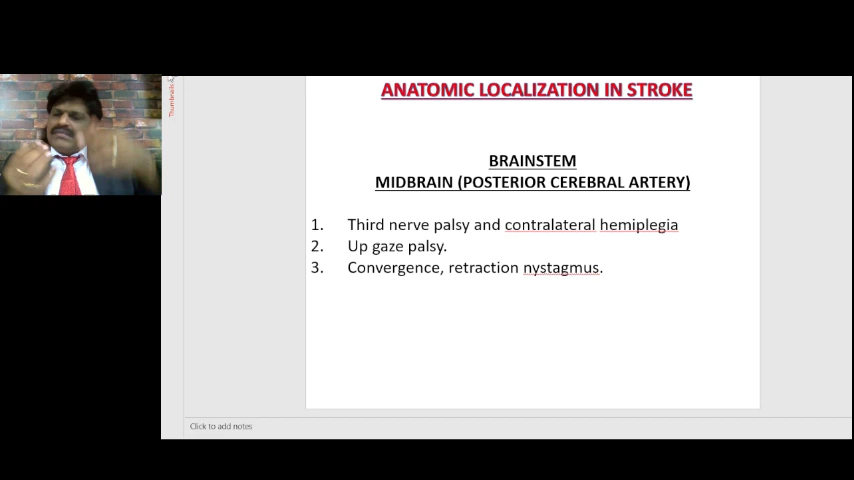 Thumbnails
ANATOMIC LOCALIZATION IN STROKE
BRAINSTEM
MIDBRAIN (POSTERIOR CEREBRAL ARTERY)
1. Third nerve palsy and contralateral hemiplegia
2. Up gaze palsy.
3. Convergence, retraction nystagmus.
Click to add notes